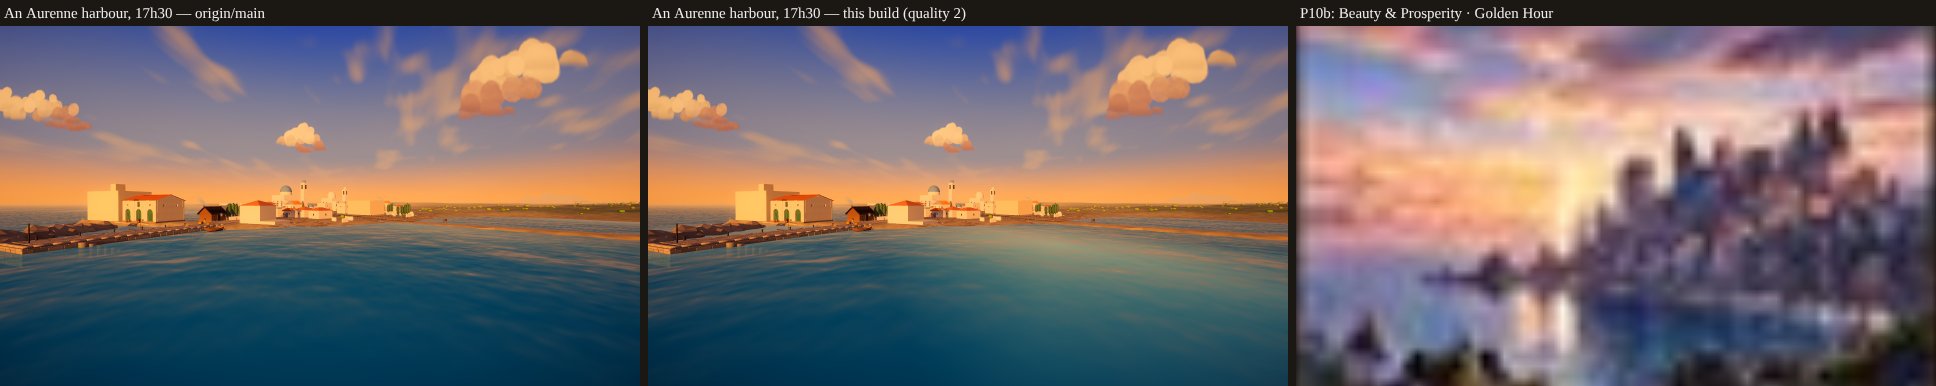 An Aurenne harbour, 17h30 — origin/main
An Aurenne harbour, 17h30 — this build (quality 2)
P10b: Beauty & Prosperity · Golden Hour